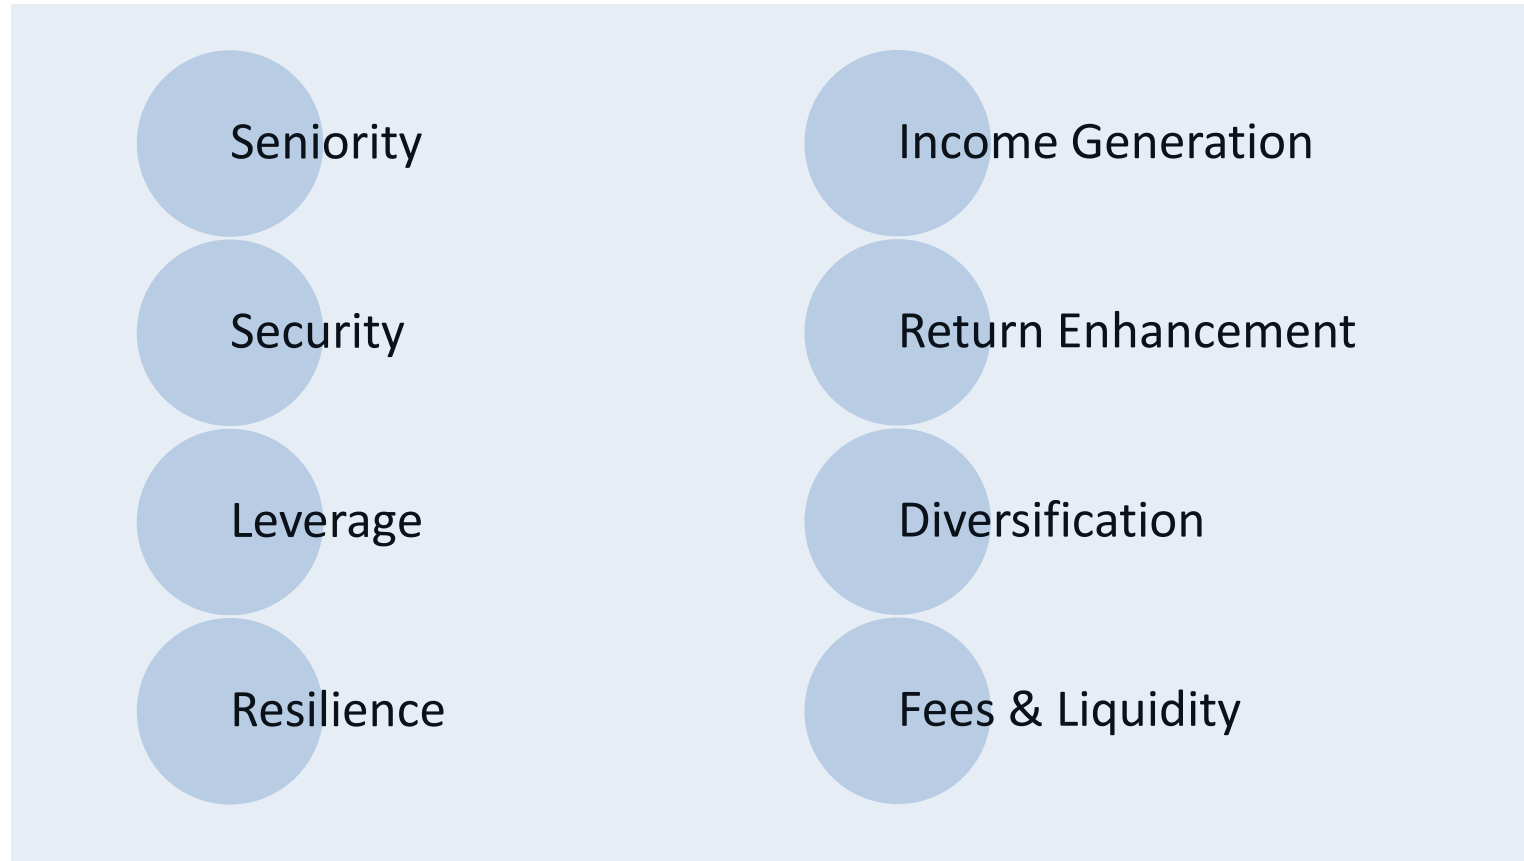 Seniority
Security
Leverage
Resilience
Income Generation
Return Enhancement
Diversification
Fees & Liquidity